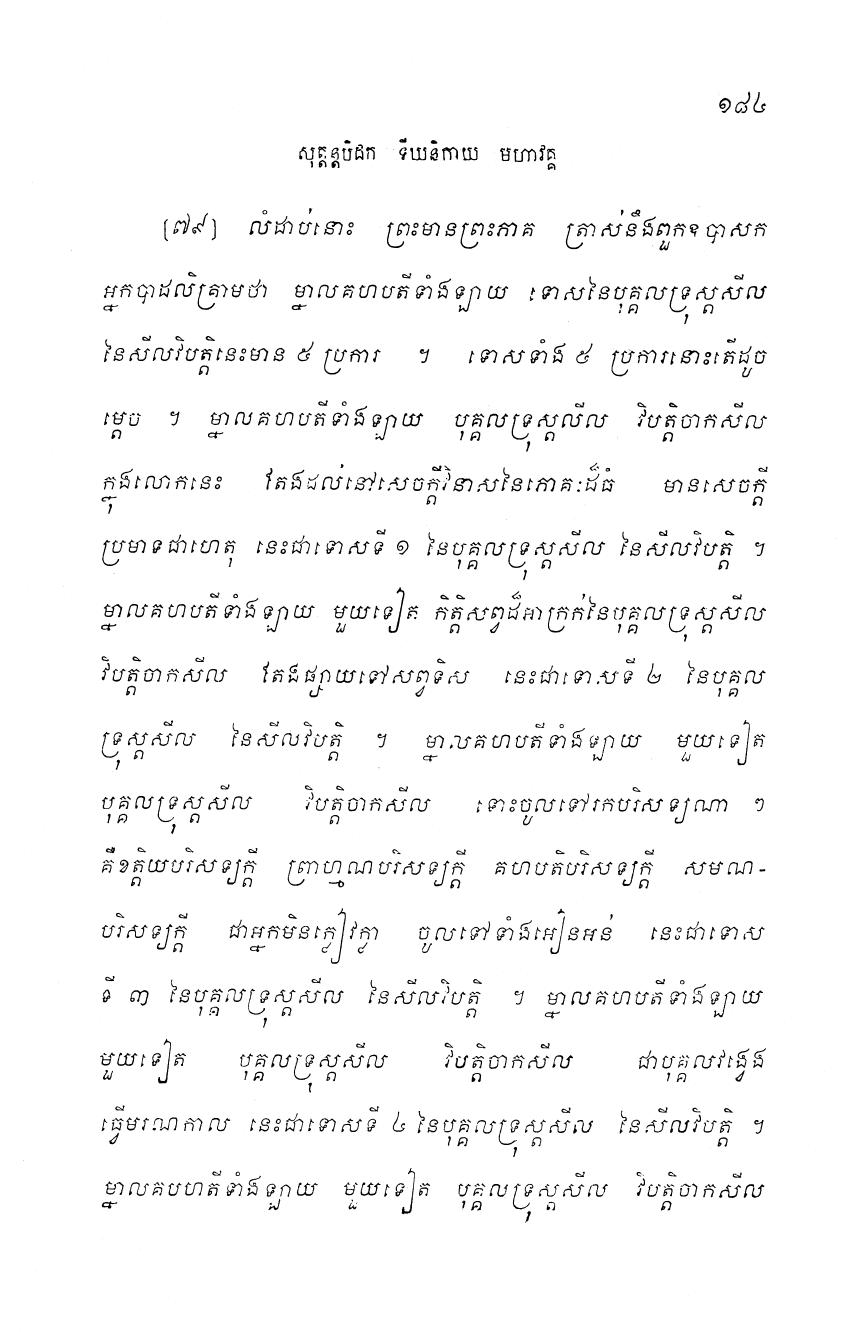 ១៨៤
សុត្តន្តបិដក ទីឃនិកាយ មហាវគ្គ
[៧៩] លំដាប់នោះ ព្រះមានព្រះភាគ ត្រាស់នឹងពួកឧបាសក
អ្នកបាដលិគ្រាមថា ម្នាលគហបតីទាំងឡាយ ទោសនៃបុគ្គលទ្រុស្តសីល
នៃសីលវិបត្តិនេះមាន ៥ ប្រការ ។ ទោសទាំង ៥ ប្រការនោះតើដូច
ម្តេច ។ ម្នាលគហបតីទាំងឡាយ បុគ្គលទ្រុស្តលីល វិបត្តិចាកសីល
ក្នុងលោកនេះ តែងដល់នៅសេចក្តីវិនាសនៃភោគៈដ៏ធំ មានសេចក្តី
ប្រមាទជាហេតុ នេះជាទោសទី ១ នៃបុគ្គលទ្រុស្តសីល នៃសីលវិបត្តិ ។
ម្នាលគហបតីទាំងឡាយ មួយទៀត កិត្តិសព្ទដ៏អាក្រក់នៃបុគ្គលទ្រុស្តសីល
វិបត្តិចាកសីល តែងផ្សាយទៅសព្វទិស នេះជាទោសទី ២ នៃបុគ្គល
ទ្រុស្តសីល នៃសីលវិបត្តិ ។ ម្នាលគហបតីទាំងឡាយ មួយទៀត
បុគ្គលទ្រុស្តសីល វិបត្តិចាកសីល ទោះចូលទៅរកបរិសទ្យណា ៗ
គឺខត្តិយបរិសទ្យក្តី ព្រាហ្មណបរិសទ្យក្តី គហបតិបរិសទ្យក្តី សមណ-
បរិសទ្យក្តី ជាអ្នកមិនក្លៀវក្លា ចូលទៅទាំងអៀនអន់ នេះជាទោស
ទី ៣ នៃបុគ្គលទ្រុស្តសីល នៃសីលវិបត្តិ ។ ម្នាលគហបតីទាំងឡាយ
មួយទៀត បុគ្គលទ្រុស្តសីល វិបត្តិចាកសីល ជាបុគ្គលវង្វេង
ធ្វើមរណកាល នេះជាទោសទី ៤ នៃបុគ្គលទ្រុស្តសីល នៃសីលវិបត្តិ ។
ម្នាលគបហតីទាំងឡាយ មួយទៀត បុគ្គលទ្រុស្តសីល វិបត្តិចាកសីល